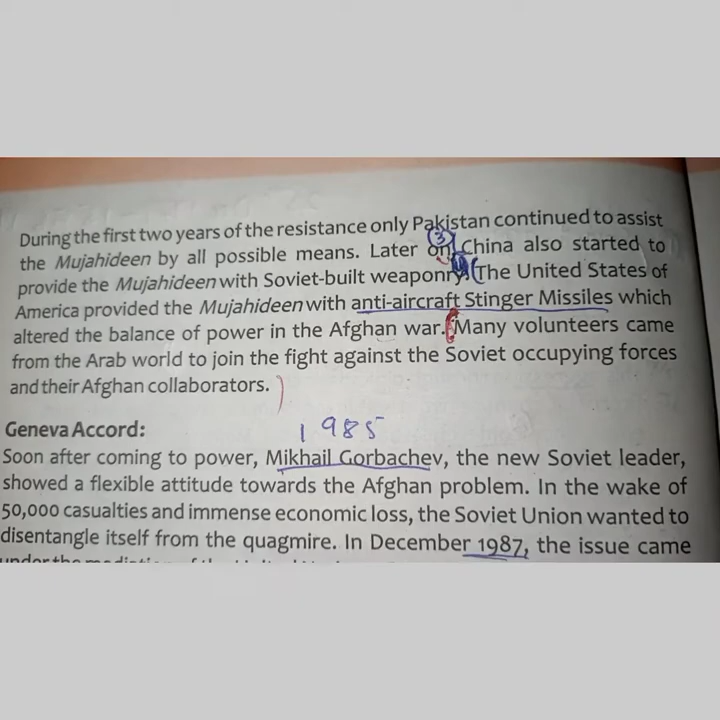 During the first two years of the resistance only Pakistan continued to assist
3
the Mujahideen by all possible means. Later on, China also started to
provide the Mujahideen with Soviet-built weaponry. The United States of
America provided the Mujahideen with anti-aircraft Stinger Missiles which
altered the balance of power in the Afghan war. Many volunteers came
from the Arab world to join the fight against the Soviet occupying forces
and their Afghan collaborators.
Geneva Accord:
1985
Soon after coming to power, Mikhail Gorbachev, the new Soviet leader,
showed a flexible attitude towards the Afghan problem. In the wake of
50,000 casualties and immense economic loss, the Soviet Union wanted to
disentangle itself from the quagmire. In December 1987, the issue came
under the